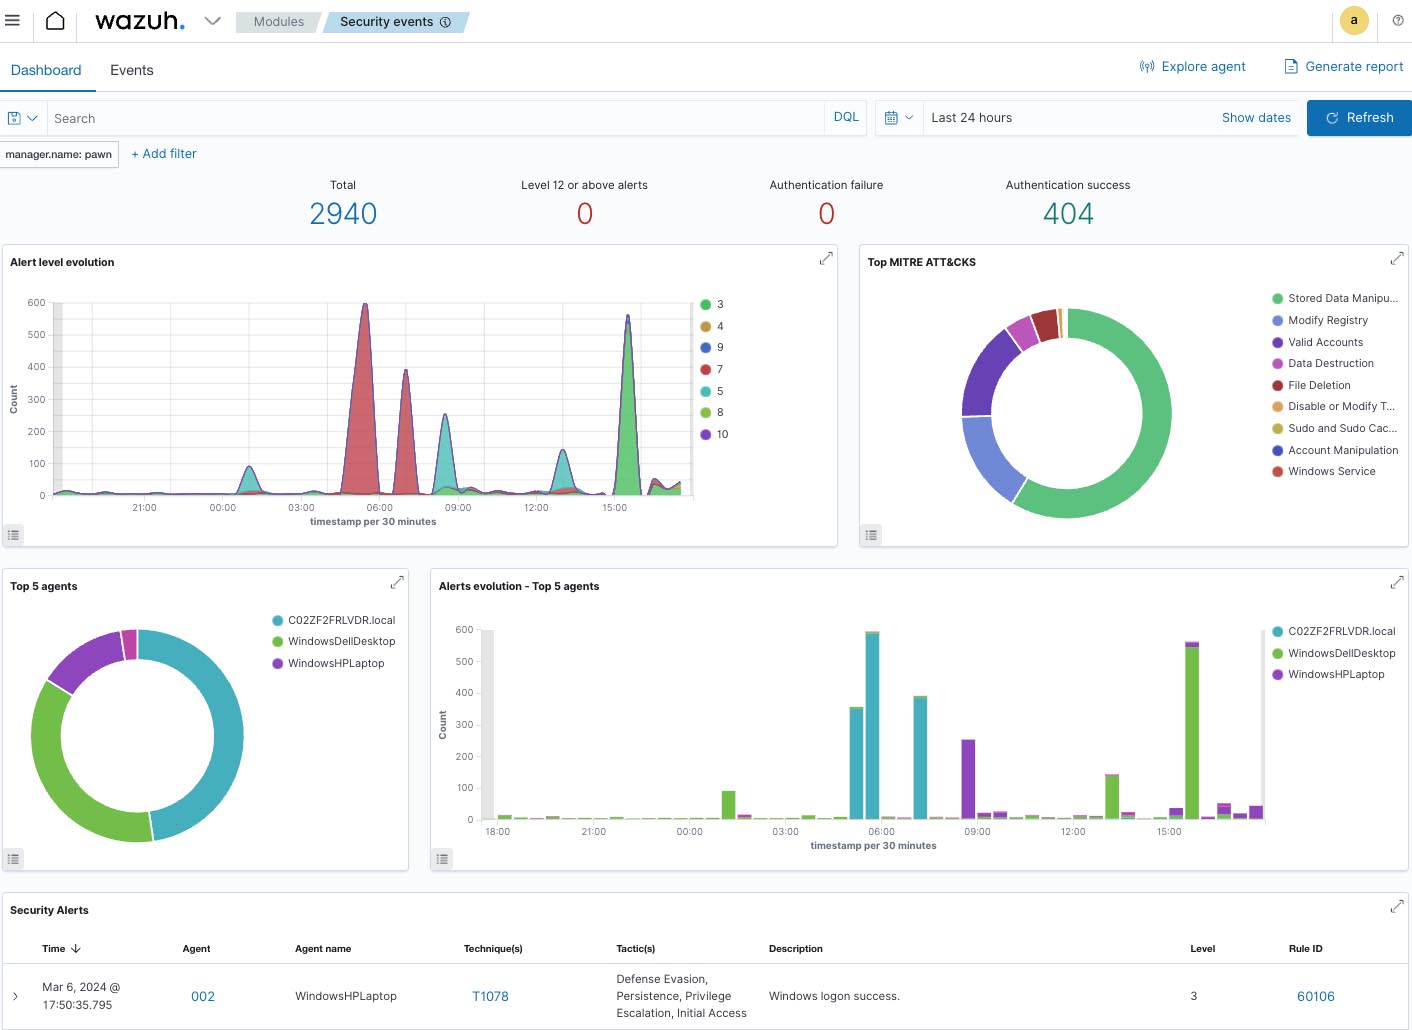 wazuh.
Modules
Security events
a
Dashboard
Events
Explore agent
Generate report
Search
DQL
Last 24 hours
Show dates
Refresh
manager.name: pawn
+ Add filter
Total
2940
Level 12 or above alerts
0
Authentication failure
0
Authentication success
404
Alert level evolution
600
500
400
300
200
100
0
Count
21:00
00:00
03:00
06:00
09:00
12:00
15:00
timestamp per 30 minutes
3
4
9
7
5
8
10
Top MITRE ATT&CKS
Stored Data Manipu...
Modify Registry
Valid Accounts
Data Destruction
File Deletion
Disable or Modify T...
Sudo and Sudo Cac...
Account Manipulation
Windows Service
Top 5 agents
C02ZF2FRLVDR.local
WindowsDellDesktop
WindowsHPLaptop
Alerts evolution - Top 5 agents
600
500
400
300
200
100
0
Count
18:00
21:00
00:00
03:00
06:00
09:00
12:00
15:00
timestamp per 30 minutes
C02ZF2FRLVDR.local
WindowsDellDesktop
WindowsHPLaptop
Security Alerts
Time
Agent
Agent name
Technique(s)
Tactic(s)
Description
Level
Rule ID
Mar 6, 2024 @
17:50:35.795
002
WindowsHPLaptop
T1078
Defense Evasion,
Persistence, Privilege
Escalation, Initial Access
Windows logon success.
3
60106